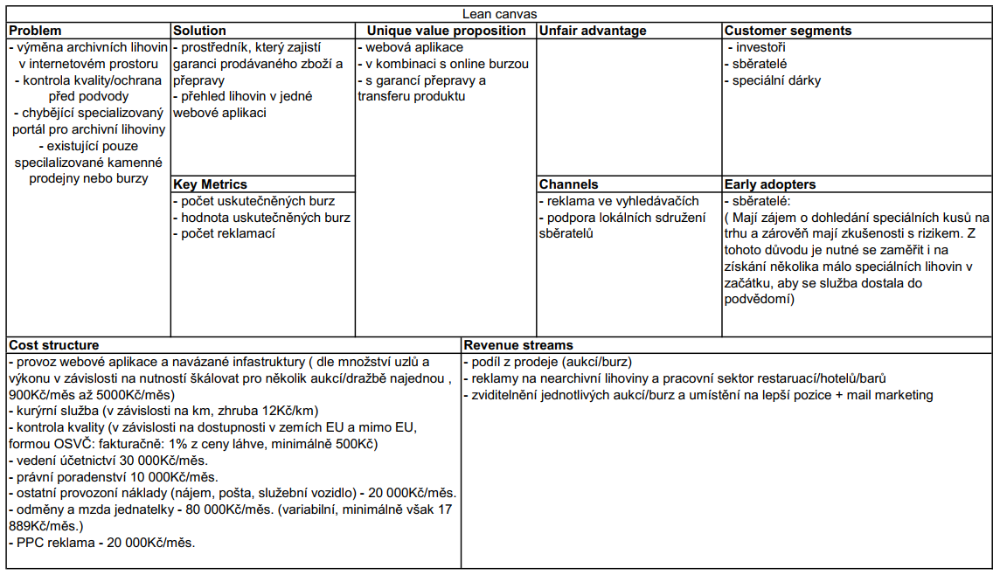 Lean canvas
Problem
- výměna archivních lihovin
v internetovém prostoru
- kontrola kvality/ochrana
před podvody
- chybějící specializovaný
portál pro archivní lihoviny
- existující pouze
specilalizované kamenné
prodejny nebo burzy
Solution
- prostředník, který zajistí
garanci prodávaného zboží a
přepravy
- přehled lihovin v jedné
webové aplikaci
Key Metrics
- počet uskutečněných burz
- hodnota uskutečněných burz
- počet reklamací
Unique value proposition
- webová aplikace
- v kombinaci s online burzou
- s garancí přepravy a
transferu produktu
Unfair advantage
Channels
- reklama ve vyhledávačích
- podpora lokálních sdružení
sběratelů
Customer segments
- investoři
- sběratelé
- speciální dárky
Early adopters
- sběratelé:
( Mají zájem o dohledání speciálních kusů na
trhu a zárověň mají zkušenosti s rizikem. Z
tohoto důvodu je nutné se zaměřit i na
získání několika málo speciálních lihovin v
začátku, aby se služba dostala do
podvědomí)
Cost structure
- provoz webové aplikace a navázané infastruktury ( dle množství uzlů a
výkonu v závislosti na nutností škálovat pro několik aukcí/dražbě najednou ,
900Kč/měs až 5000Kč/měs)
- kurýrní služba (v závislosti na km, zhruba 12Kč/km)
- kontrola kvality (v závislosti na dostupnosti v zemích EU a mimo EU,
formou OSVČ: fakturačně: 1% z ceny láhve, minimálně 500Kč)
- vedení účetnictví 30 000Kč/měs.
- právní poradenství 10 000Kč/měs.
- ostatní provozoní náklady (nájem, pošta, služební vozidlo) - 20 000Kč/měs.
- odměny a mzda jednatelky - 80 000Kč/měs. (variabilní, minimálně však 17
889Kč/měs.)
- PPC reklama - 20 000Kč/měs.
Revenue streams
- podíl z prodeje (aukcí/burz)
- reklamy na nearchivní lihoviny a pracovní sektor restaruací/hotelů/barů
- zviditelnění jednotlivých aukcí/burz a umístění na lepší pozice + mail marketing